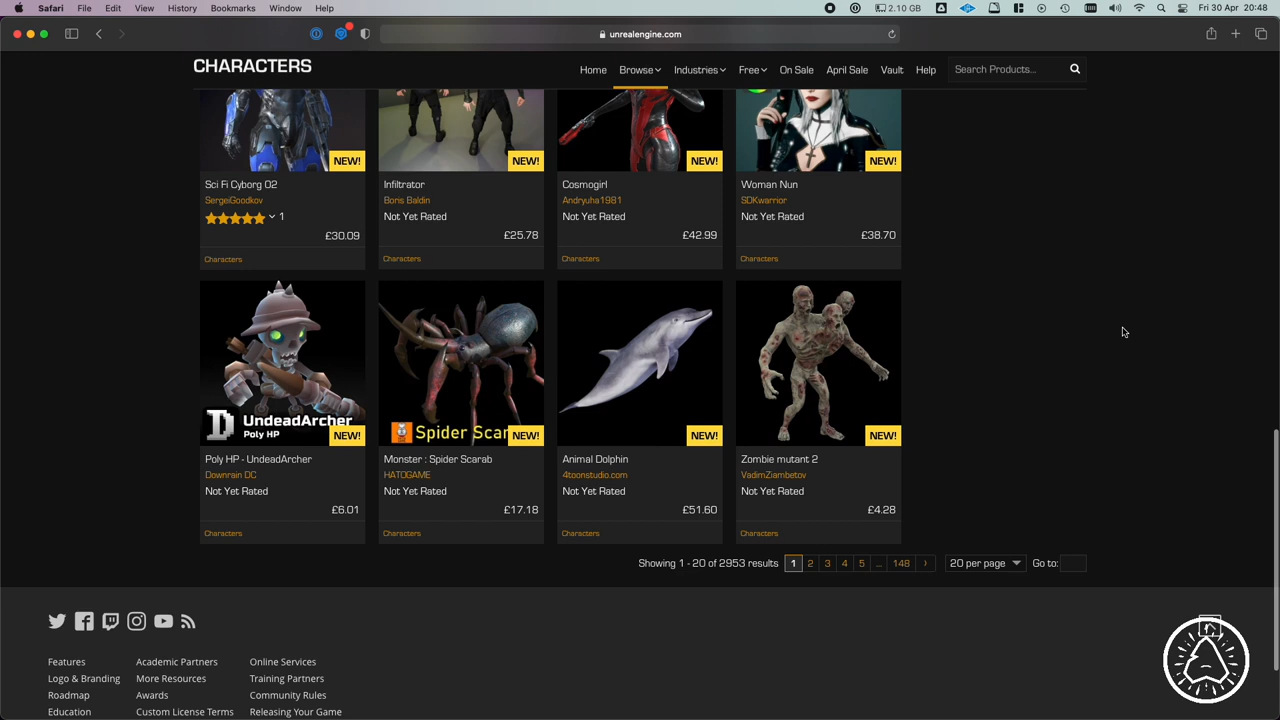 Safari File Edit View History Bookmarks Window Help 2.10 GB Fri 30 Apr 20:48
unrealengine.com
CHARACTERS Home Browse Industries Free On Sale April Sale Vault Help Search Products...
NEW! NEW! NEW! NEW!
Sci Fi Cyborg 02 Infiltrator Cosmogirl Woman Nun
SergeiGoodkov Boris Baldin Andryuha1981 SDKwarrior
1 Not Yet Rated Not Yet Rated Not Yet Rated
£30.09 £25.78 £42.99 £38.70
Characters Characters Characters Characters
UndeadArcher
Poly HP
Spider Scar
NEW! NEW! NEW! NEW!
Poly HP - UndeadArcher Monster : Spider Scarab Animal Dolphin Zombie mutant 2
Downrain DC HATOGAME 4toonstudio.com VadimZiambetov
Not Yet Rated Not Yet Rated Not Yet Rated Not Yet Rated
£6.01 £17.18 £51.60 £4.28
Characters Characters Characters Characters
Showing 1 - 20 of 2953 results 1 2 3 4 5 ... 148 › 20 per page Go to:
Features Academic Partners Online Services
Logo & Branding More Resources Training Partners
Roadmap Awards Community Rules
Education Custom License Terms Releasing Your Game